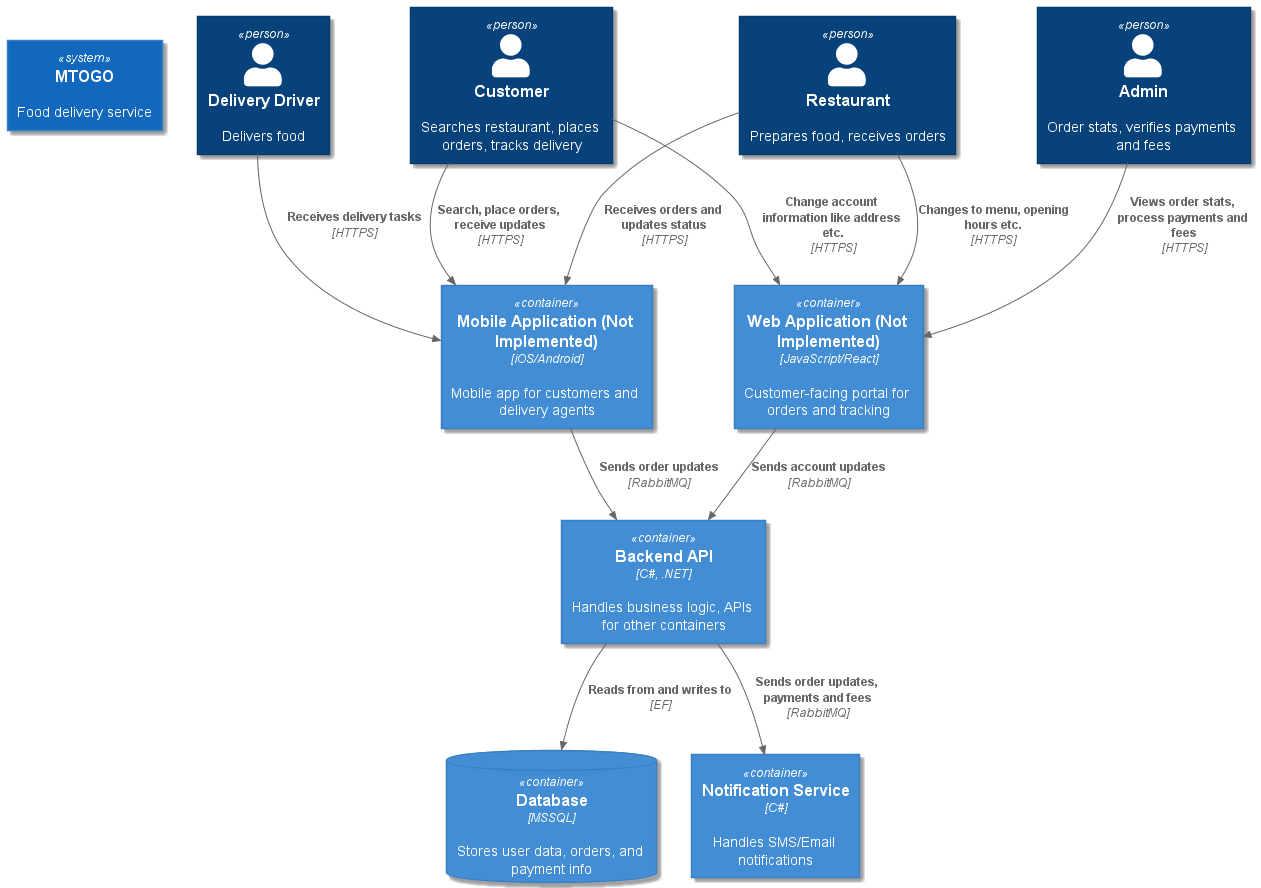 «system»
MTOGO
Food delivery service
«person»
Delivery Driver
Delivers food
«person»
Customer
Searches restaurant, places
orders, tracks delivery
«person»
Restaurant
Prepares food, receives orders
«person»
Admin
Order stats, verifies payments
and fees
Receives delivery tasks
[HTTPS]
Search, place orders,
receive updates
[HTTPS]
Receives orders and
updates status
[HTTPS]
Change account
information like address
etc.
[HTTPS]
Changes to menu, opening
hours etc.
[HTTPS]
Views order stats,
process payments and
fees
[HTTPS]
«container»
Mobile Application (Not
Implemented)
[iOS/Android]
Mobile app for customers and
delivery agents
«container»
Web Application (Not
Implemented)
[JavaScript/React]
Customer-facing portal for
orders and tracking
Sends order updates
[RabbitMQ]
Sends account updates
[RabbitMQ]
«container»
Backend API
[C#, .NET]
Handles business logic, APIs
for other containers
Reads from and writes to
[EF]
Sends order updates,
payments and fees
[RabbitMQ]
«container»
Database
[MSSQL]
Stores user data, orders, and
payment info
«container»
Notification Service
[C#]
Handles SMS/Email
notifications